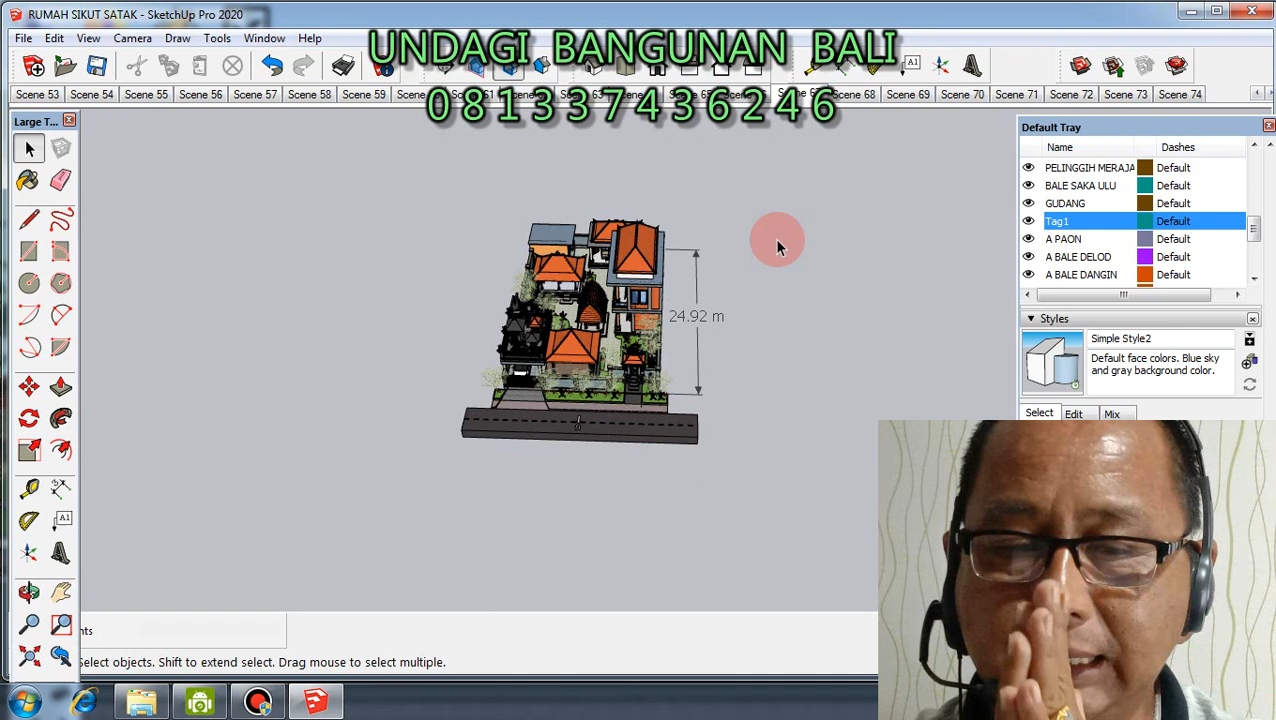 RUMAH SIKUT SATAK - SketchUp Pro 2020
File Edit View Camera Draw Tools Window Help
UNDAGI BANGUNAN BALI
081337436246
Scene 53 Scene 54 Scene 55 Scene 56 Scene 57 Scene 58 Scene 59 Scene 68 Scene 69 Scene 70 Scene 71 Scene 72 Scene 73 Scene 74
Large T...
Default Tray
Name Dashes
PELINGGIH MERAJA Default
BALE SAKA ULU Default
GUDANG Default
Tag1 Default
A PAON Default
A BALE DELOD Default
A BALE DANGIN Default
Styles
Simple Style2
Default face colors. Blue sky
and gray background color.
Select Edit Mix
24.92 m
nts
Select objects. Shift to extend select. Drag mouse to select multiple.